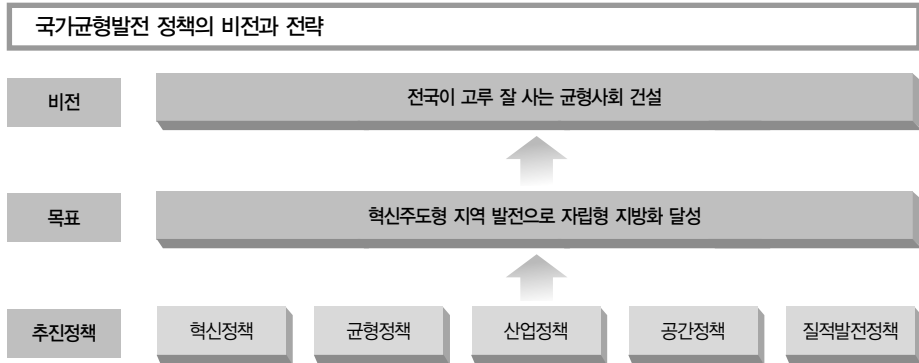 국가균형발전 정책의 비전과 전략
비전
전국이 고루 잘 사는 균형사회 건설
목표
혁신주도형 지역 발전으로 자립형 지방화 달성
추진정책
혁신정책
균형정책
산업정책
공간정책
질적발전정책